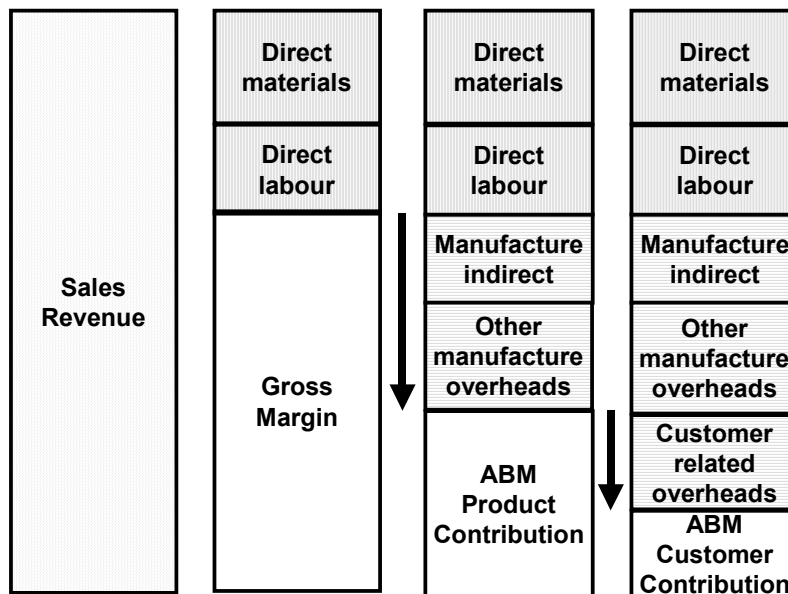 Sales
Revenue
Direct
materials
Direct
labour
Gross
Margin
Direct
materials
Direct
labour
Manufacture
indirect
Other
manufacture
overheads
ABM
Product
Contribution
Direct
materials
Direct
labour
Manufacture
indirect
Other
manufacture
overheads
Customer
related
overheads
ABM
Customer
Contribution